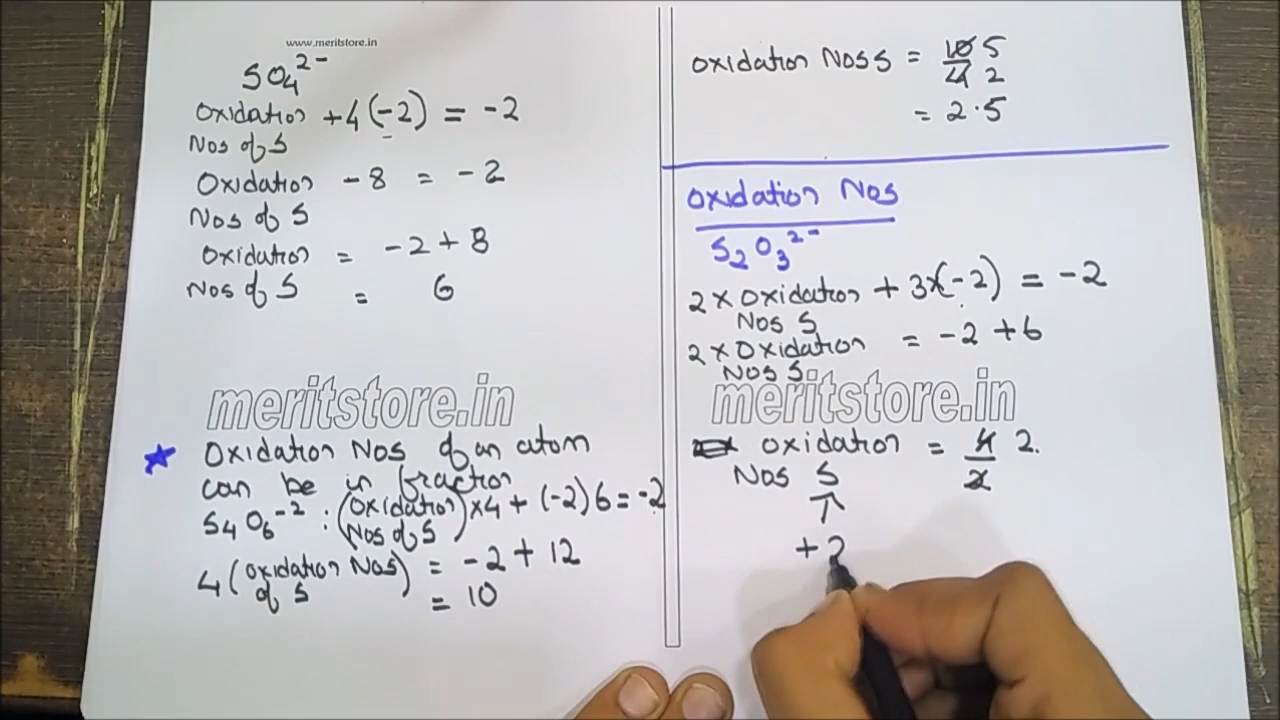 www.meritstore.in
SO4 2-
Oxidation +4(-2) = -2
Nos of S
Oxidation -8 = -2
Nos of S
Oxidation = -2+8
Nos of S = 6
meritstore.in
★ Oxidation Nos of an atom
can be in fraction
S4O6 -2 : (Oxidation Nos of S) x4 + (-2)6 = -2
4 (Oxidation Nos of S) = -2 + 12
= 10
Oxidation Nos S = 10/4 5/2
= 2.5
Oxidation Nos
S2O3 2-
2 x Oxidation + 3x(-2) = -2
Nos S
2 x Oxidation = -2 +6
Nos S
meritstore.in
Oxidation = 4/2 2.
Nos S
+2